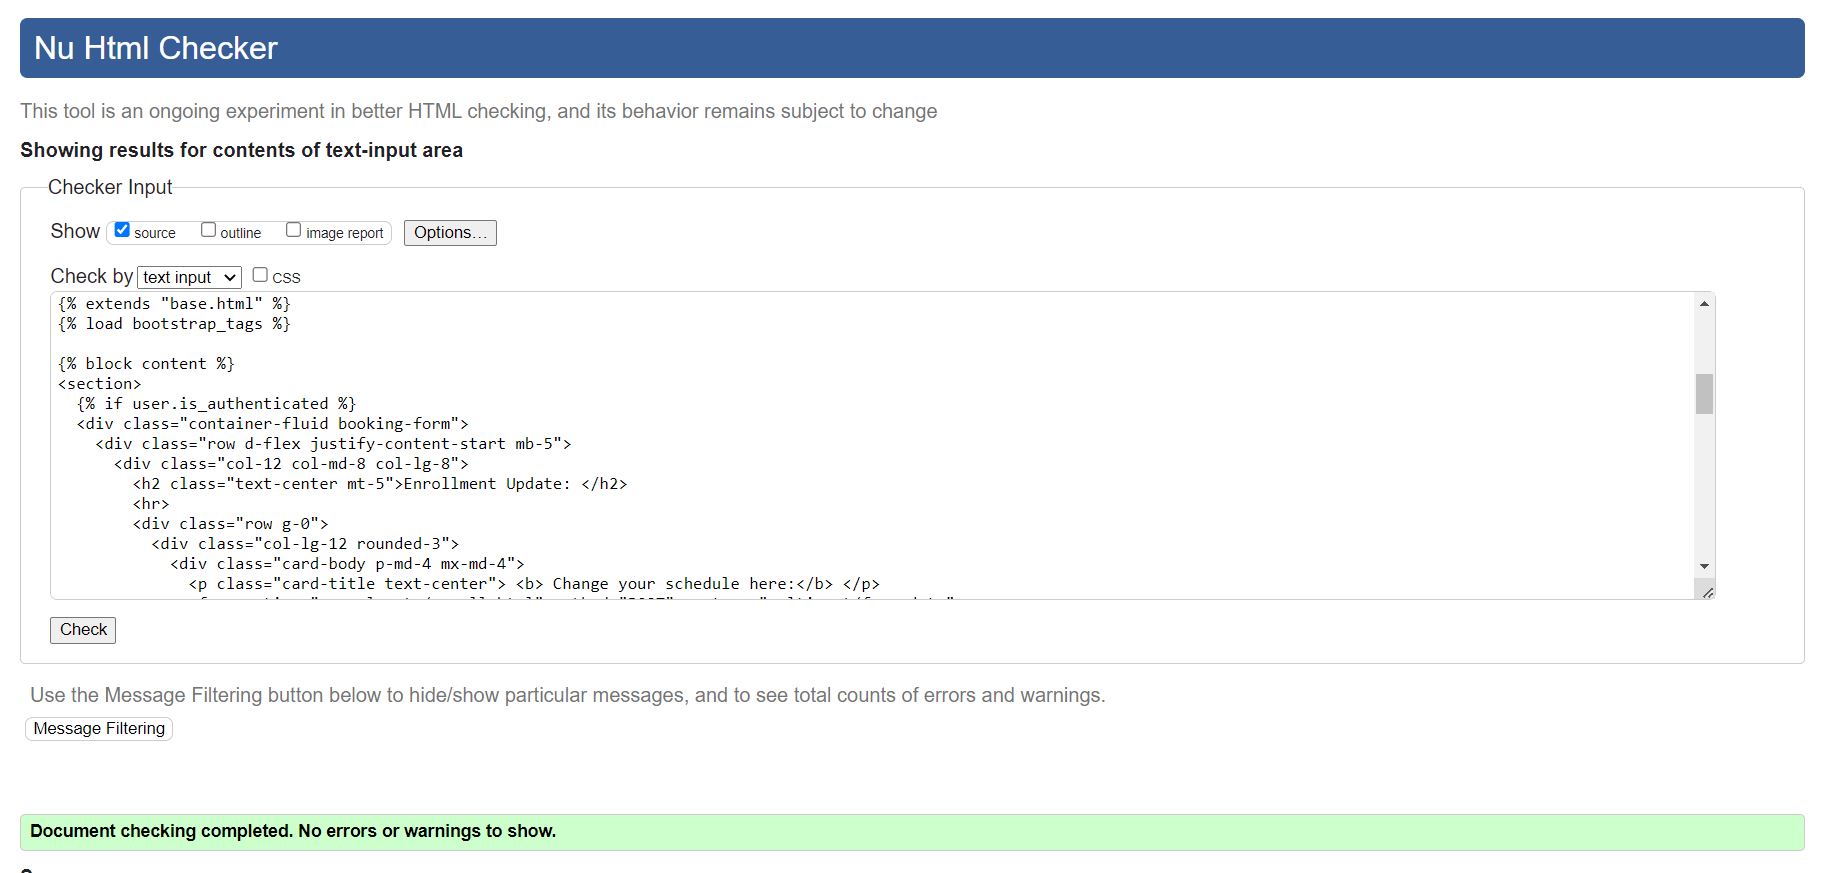 Nu Html Checker
This tool is an ongoing experiment in better HTML checking, and its behavior remains subject to change
Showing results for contents of text-input area
Checker Input
Show source outline image report Options...
Check by text input CSS
{% extends "base.html" %}
{% load bootstrap_tags %}
{% block content %}
<section>
{% if user.is_authenticated %}
<div class="container-fluid booking-form">
<div class="row d-flex justify-content-start mb-5">
<div class="col-12 col-md-8 col-lg-8">
<h2 class="text-center mt-5">Enrollment Update: </h2>
<hr>
<div class="row g-0">
<div class="col-lg-12 rounded-3">
<div class="card-body p-md-4 mx-md-4">
<p class="card-title text-center"> <b> Change your schedule here:</b> </p>
Check
Use the Message Filtering button below to hide/show particular messages, and to see total counts of errors and warnings.
Message Filtering
Document checking completed. No errors or warnings to show.